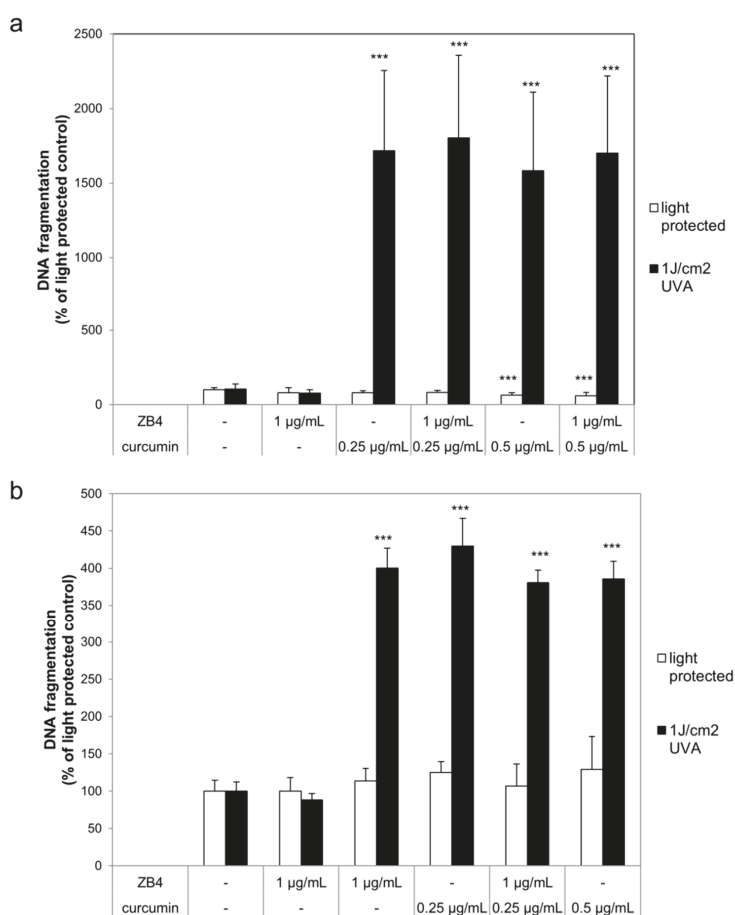 a
DNA fragmentation
(% of light protected control)
2500
2000
1500
1000
500
0
***
***
***
***
***
***
light
protected
1J/cm2
UVA
ZB4 - 1 µg/mL - 1 µg/mL - 1 µg/mL
curcumin - - 0.25 µg/mL 0.25 µg/mL 0.5 µg/mL 0.5 µg/mL
b
DNA fragmentation
(% of light protected control)
500
450
400
350
300
250
200
150
100
50
0
***
***
***
***
light
protected
1J/cm2
UVA
ZB4 - 1 µg/mL 1 µg/mL - 1 µg/mL -
curcumin - - - 0.25 µg/mL 0.25 µg/mL 0.5 µg/mL